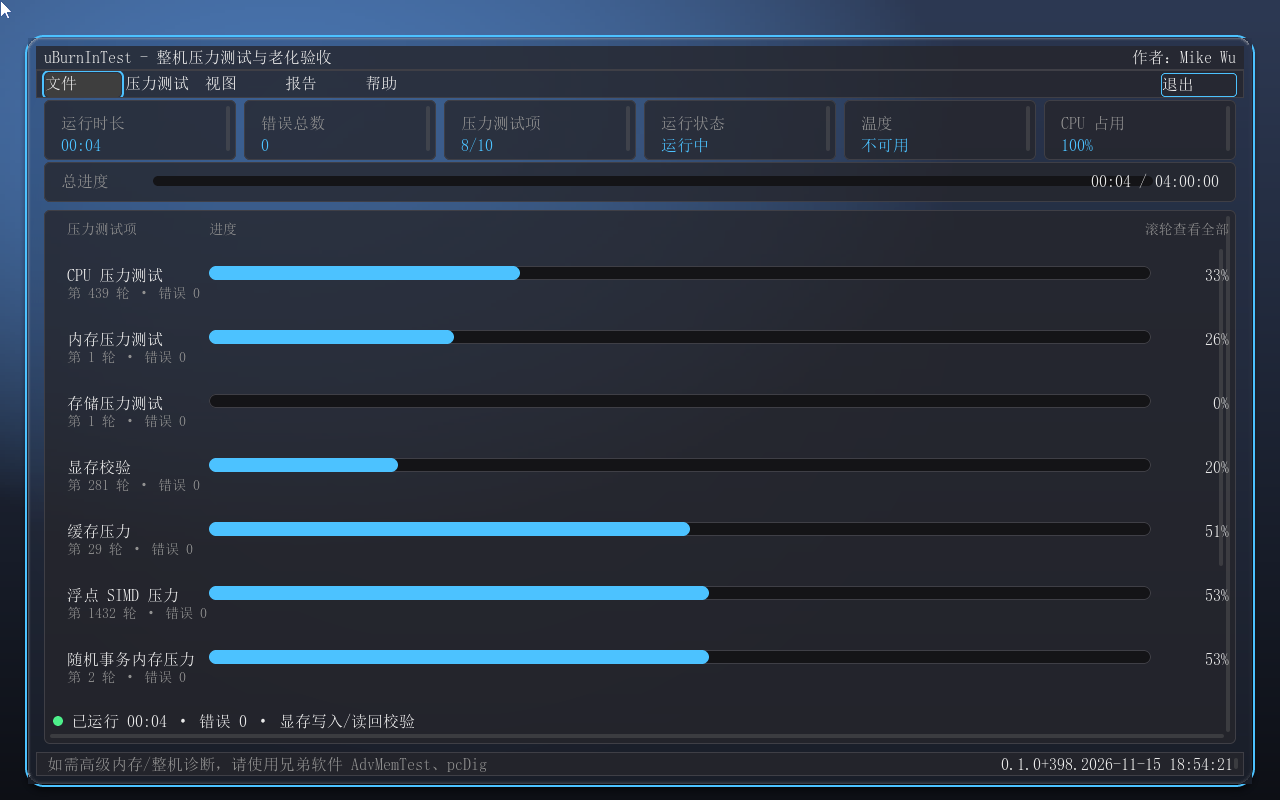 uBurnInTest - 整机压力测试与老化验收 作者: Mike Wu
文件 压力测试 视图 报告 帮助 退出
运行时长 错误总数 压力测试项 运行状态 温度 CPU 占用
00:04 0 8/10 运行中 不可用 100%
总进度 00:04 / 04:00:00
压力测试项 进度 滚轮查看全部
CPU 压力测试 33%
第 439 轮 • 错误 0
内存压力测试 26%
第 1 轮 • 错误 0
存储压力测试 0%
第 1 轮 • 错误 0
显存校验 20%
第 281 轮 • 错误 0
缓存压力 51%
第 29 轮 • 错误 0
浮点 SIMD 压力 53%
第 1432 轮 • 错误 0
随机事务内存压力 53%
第 2 轮 • 错误 0
已运行 00:04 • 错误 0 • 显存写入/读回校验
如需高级内存/整机诊断，请使用兄弟软件 AdvMemTest、pcDig 0.1.0+398.2026-11-15 18:54:21